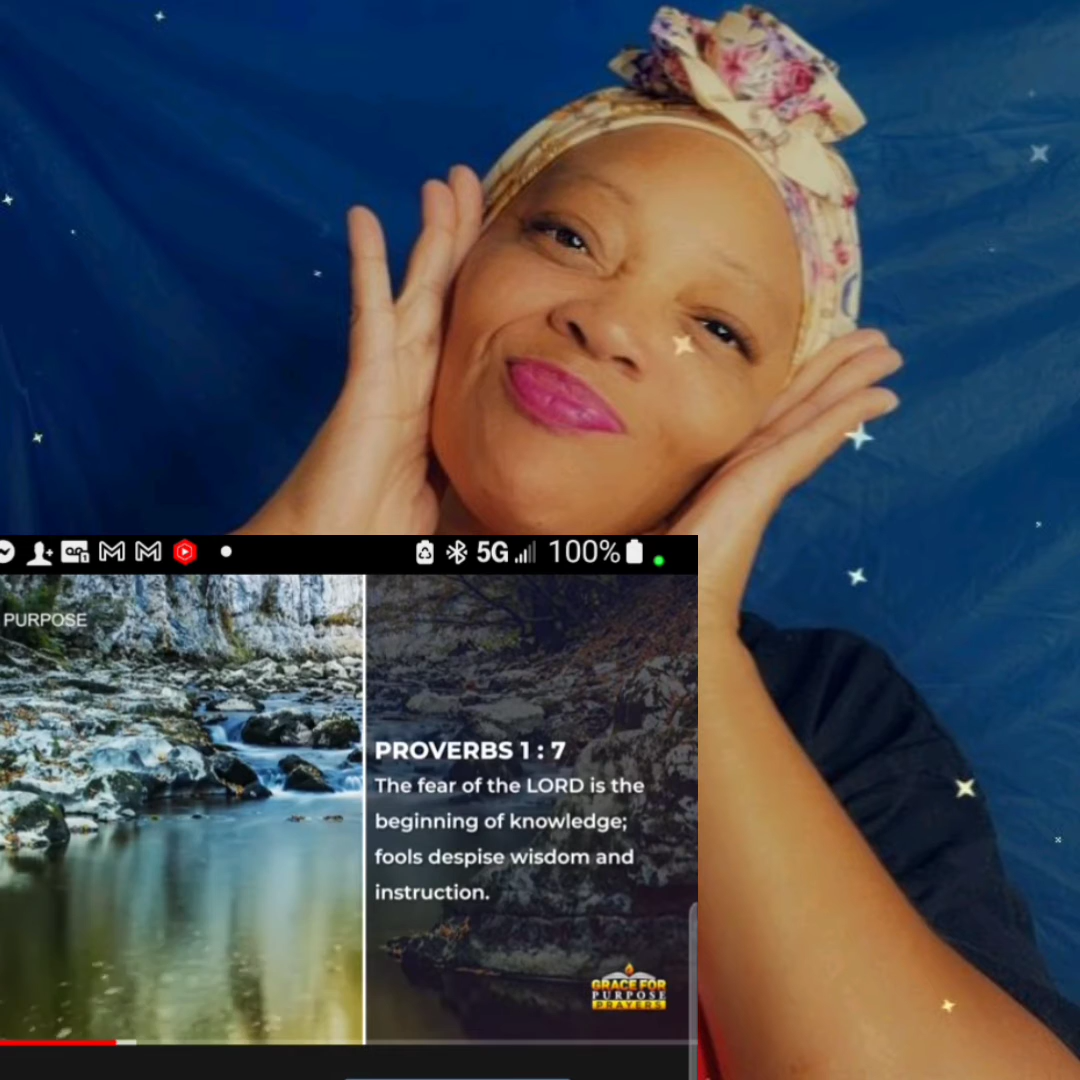 5G 100%
PURPOSE
PROVERBS 1 : 7
The fear of the LORD is the
beginning of knowledge;
fools despise wisdom and
instruction.
GRACE FOR
PURPOSE
PRAYERS